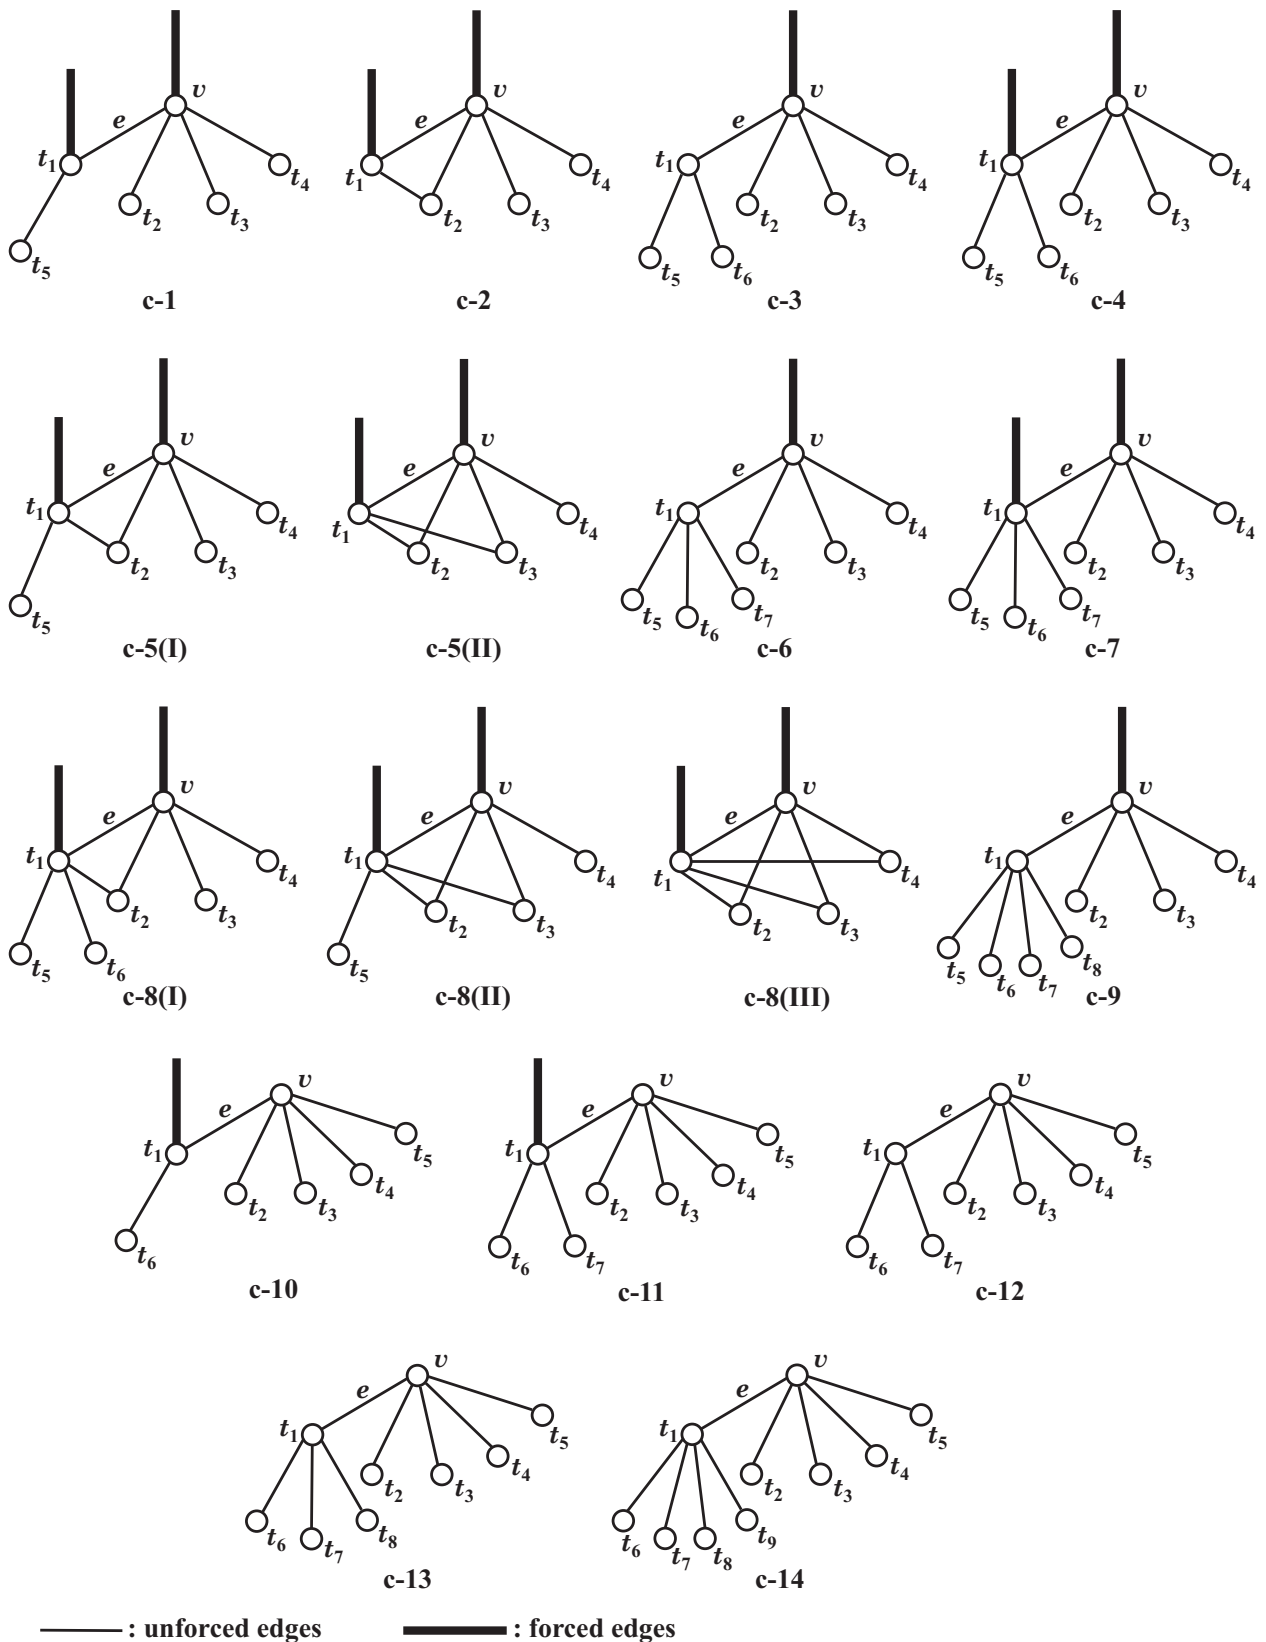 e v
t1 t2 t3 t4
t5
c-1
e v
t1 t2 t3 t4
c-2
e v
t1 t2 t3 t4
t5 t6
c-3
e v
t1 t2 t3 t4
t5 t6
c-4
e v
t1 t2 t3 t4
t5
c-5(I)
e v
t1 t2 t3 t4
c-5(II)
e v
t1 t2 t3 t4
t5 t6 t7
c-6
e v
t1 t2 t3 t4
t5 t6 t7
c-7
e v
t1 t2 t3 t4
t5 t6
c-8(I)
e v
t1 t2 t3 t4
t5
c-8(II)
e v
t1 t2 t3 t4
c-8(III)
e v
t1 t2 t3 t4
t5 t6 t7 t8
c-9
e v
t1 t2 t3 t4 t5
t6
c-10
e v
t1 t2 t3 t4 t5
t6 t7
c-11
e v
t1 t2 t3 t4 t5
t6 t7
c-12
e v
t1 t2 t3 t4 t5
t6 t7 t8
c-13
e v
t1 t2 t3 t4 t5
t6 t7 t8 t9
c-14
: unforced edges : forced edges